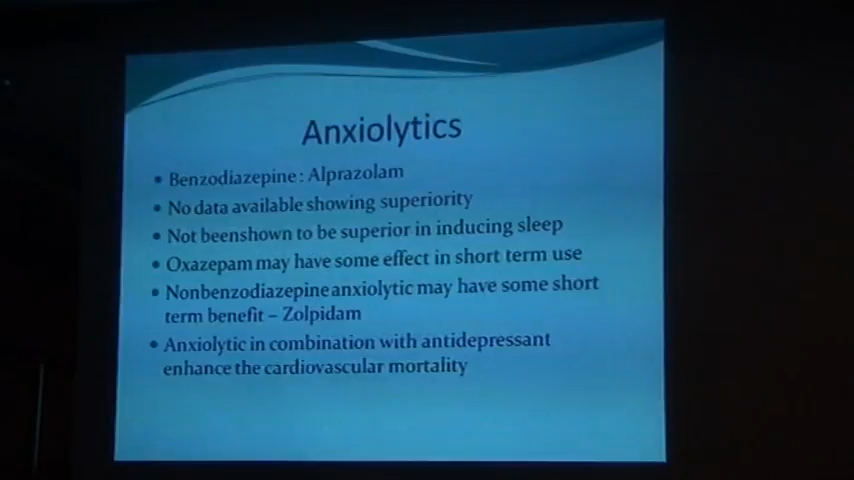 Anxiolytics
• Benzodiazepine : Alprazolam
• No data available showing superiority
• Not beenshown to be superior in inducing sleep
• Oxazepam may have some effect in short term use
• Nonbenzodiazepine anxiolytic may have some short
term benefit – Zolpidam
• Anxiolytic in combination with antidepressant
enhance the cardiovascular mortality